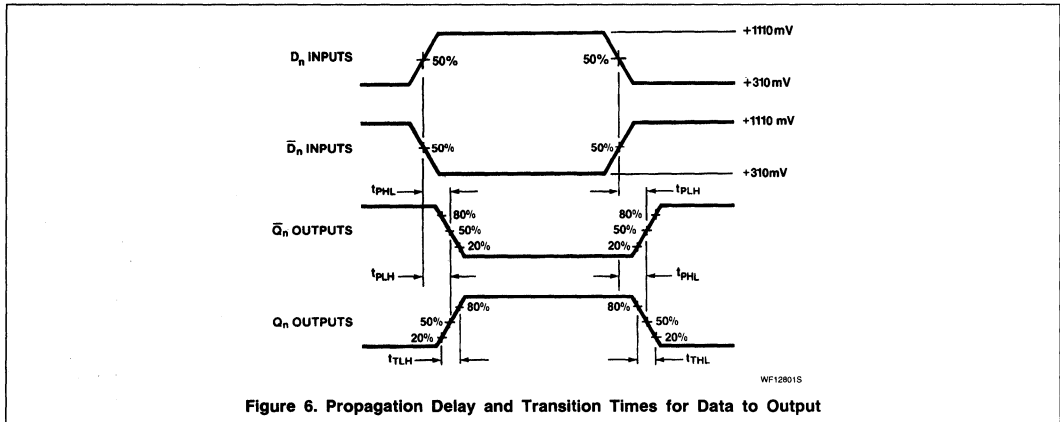 +1110mV
Dn INPUTS
50%
50%
+310mV
+1110 mV
D̄n INPUTS
50%
50%
+310mV
tPHL
tPLH
80%
80%
Q̄n OUTPUTS
50%
50%
20%
20%
tPLH
tPHL
80%
80%
Qn OUTPUTS
50%
50%
20%
20%
tTLH
tTHL
WF12801S
Figure 6. Propagation Delay and Transition Times for Data to Output